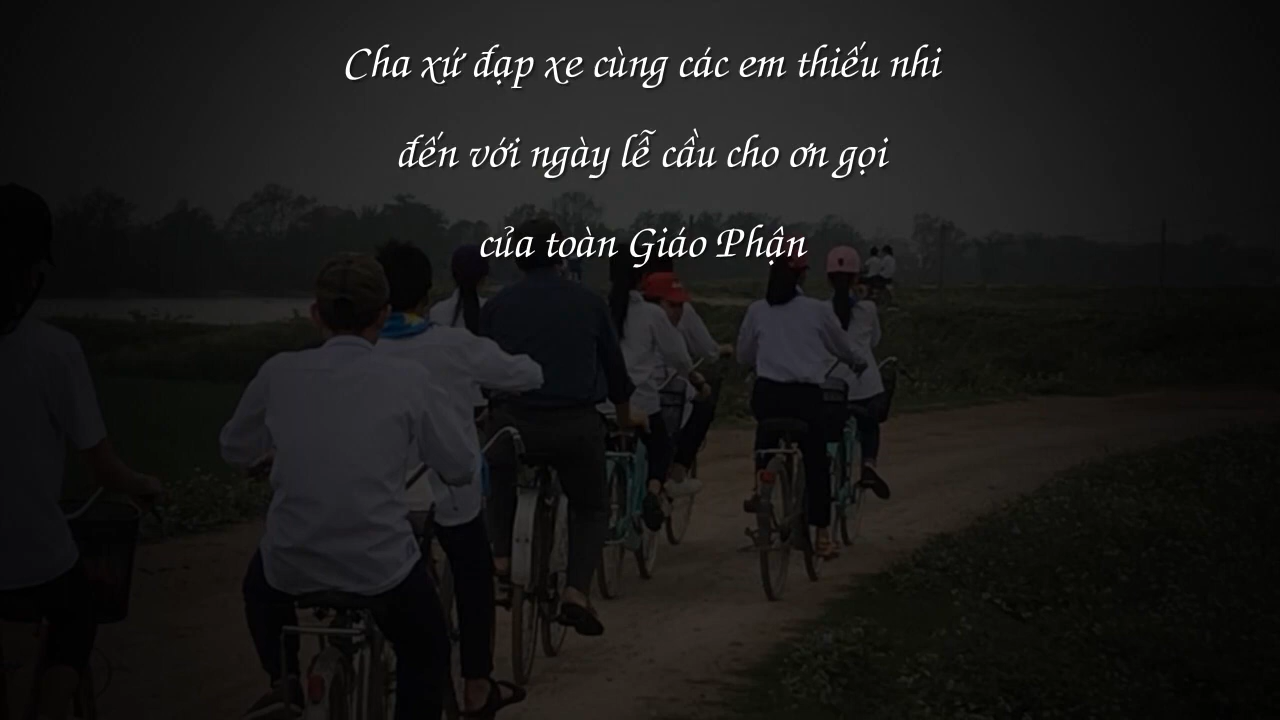 Cha xứ đạp xe cùng các em thiếu nhi
đến với ngày lễ cầu cho ơn gọi
của toàn Giáo Phận